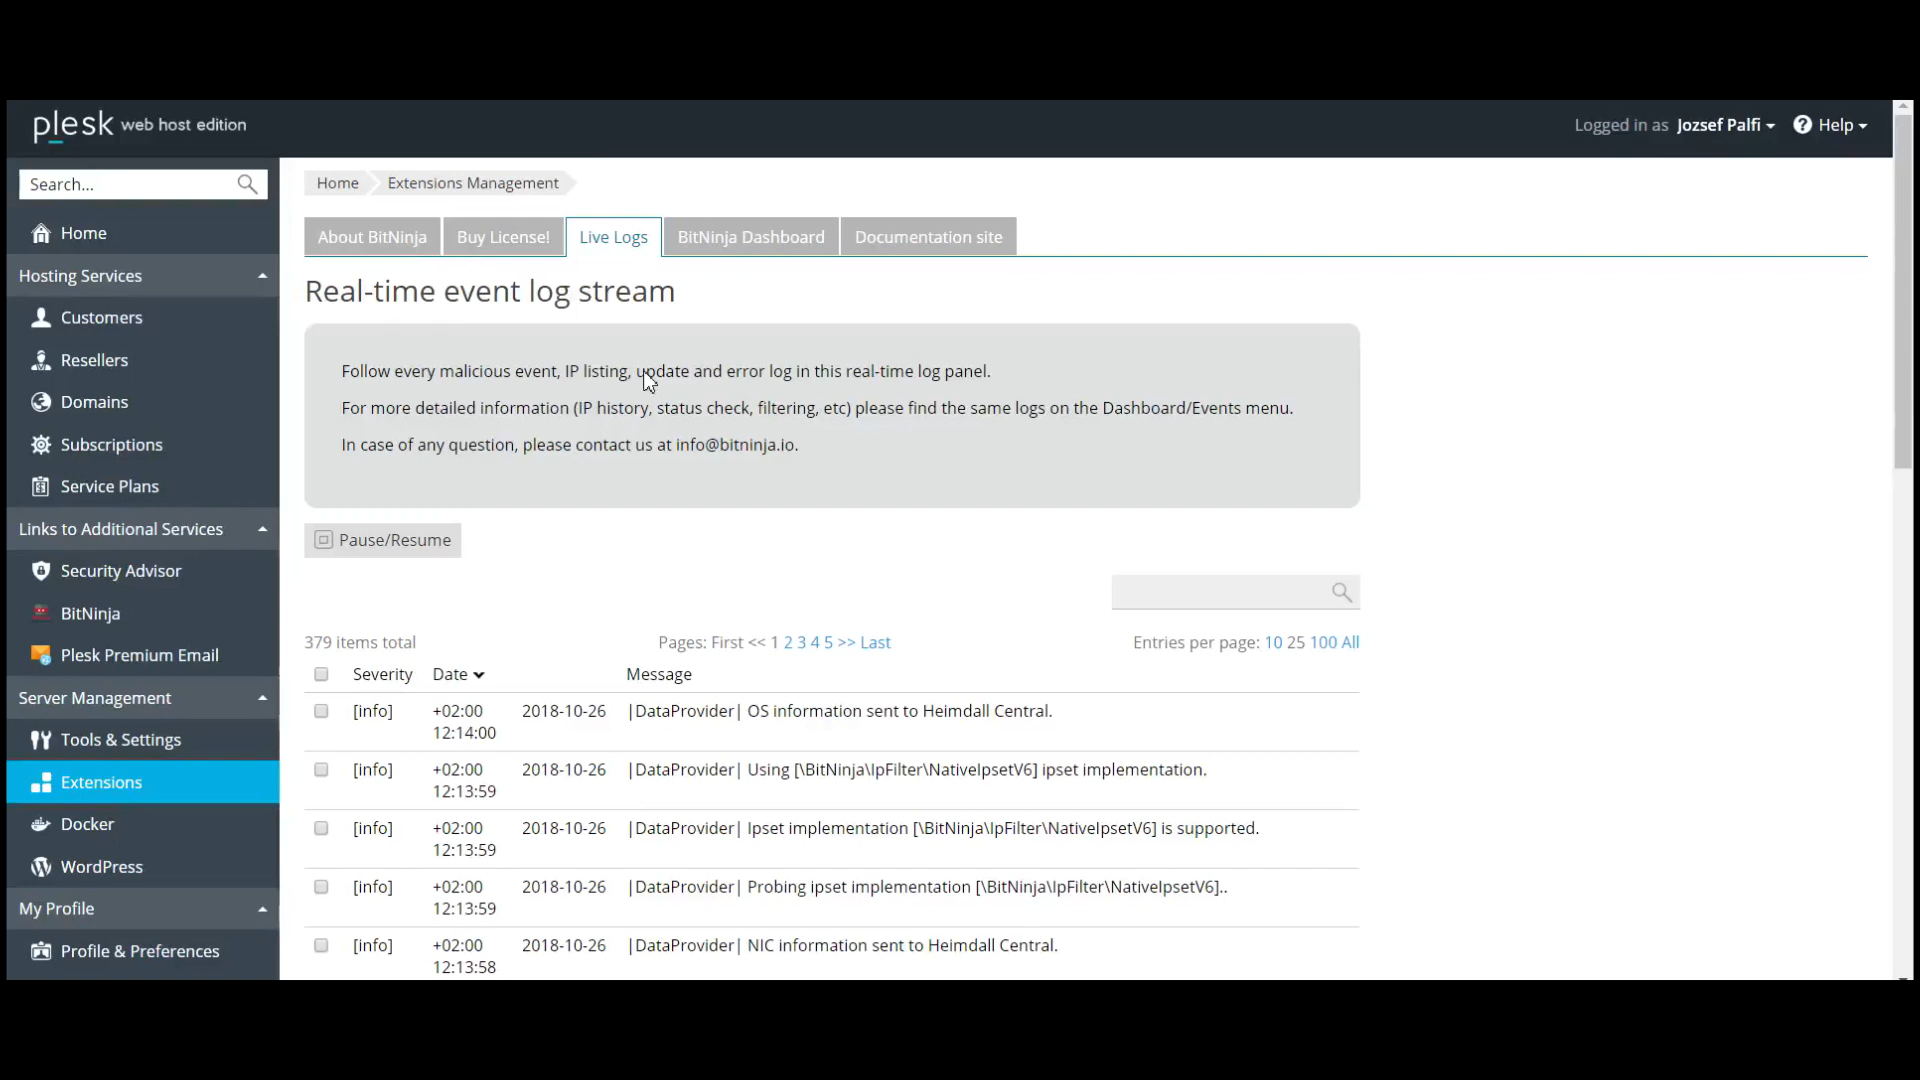 plesk web host edition
Logged in as Jozsef Palfi
Help
Search...
Home
Hosting Services
Customers
Resellers
Domains
Subscriptions
Service Plans
Links to Additional Services
Security Advisor
BitNinja
Plesk Premium Email
Server Management
Tools & Settings
Extensions
Docker
WordPress
My Profile
Profile & Preferences
Home Extensions Management
About BitNinja Buy License! Live Logs BitNinja Dashboard Documentation site
Real-time event log stream
Follow every malicious event, IP listing, update and error log in this real-time log panel.
For more detailed information (IP history, status check, filtering, etc) please find the same logs on the Dashboard/Events menu.
In case of any question, please contact us at info@bitninja.io.
Pause/Resume
379 items total Pages: First << 1 2 3 4 5 >> Last Entries per page: 10 25 100 All
Severity Date Message
[info] +02:00 2018-10-26 |DataProvider| OS information sent to Heimdall Central.
12:14:00
[info] +02:00 2018-10-26 |DataProvider| Using [\BitNinja\IpFilter\NativeIpsetV6] ipset implementation.
12:13:59
[info] +02:00 2018-10-26 |DataProvider| Ipset implementation [\BitNinja\IpFilter\NativeIpsetV6] is supported.
12:13:59
[info] +02:00 2018-10-26 |DataProvider| Probing ipset implementation [\BitNinja\IpFilter\NativeIpsetV6]..
12:13:59
[info] +02:00 2018-10-26 |DataProvider| NIC information sent to Heimdall Central.
12:13:58